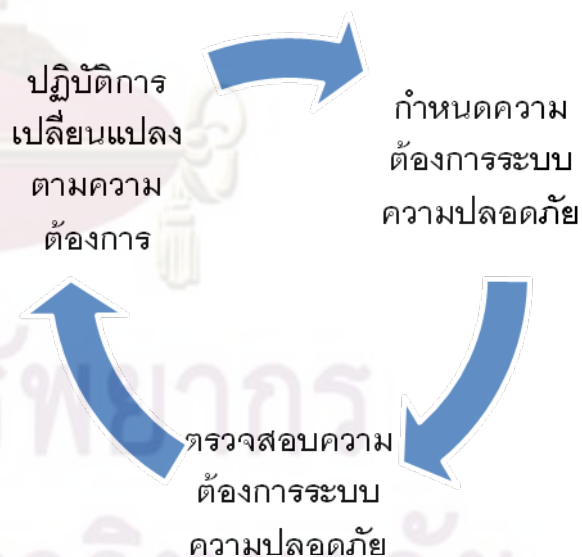 ปฏิบัติการ
เปลี่ยนแปลง
ตามความ
ต้องการ
กำหนดความ
ต้องการระบบ
ความปลอดภัย
ตรวจสอบความ
ต้องการระบบ
ความปลอดภัย